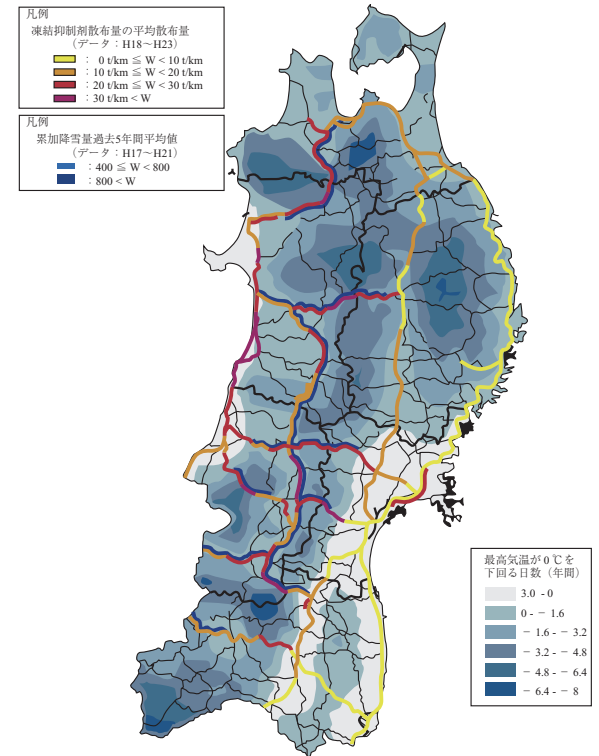 凡例
凍結抑制剤散布量の平均散布量
（データ：H18～H23）
： 0 t/km ≦ W < 10 t/km
： 10 t/km ≦ W < 20 t/km
： 20 t/km ≦ W < 30 t/km
：30 t/km < W
凡例
累加降雪量過去5年間平均値
（データ：H17～H21）
：400 ≦ W < 800
：800 < W
最高気温が 0 ℃を
下回る日数（年間）
3.0 - 0
0 - － 1.6
－ 1.6 - － 3.2
－ 3.2 - － 4.8
－ 4.8 - － 6.4
－ 6.4 - － 8